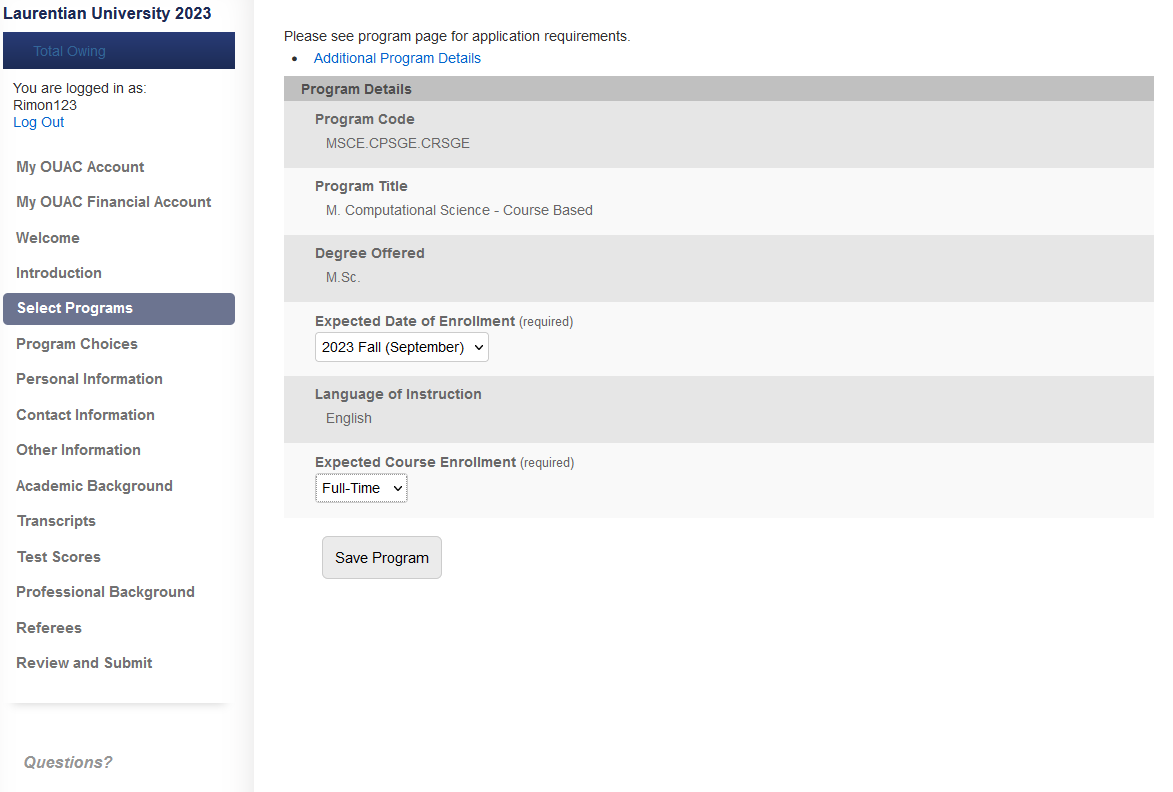 Laurentian University 2023
Total Owing
You are logged in as:
Rimon123
Log Out
My OUAC Account
My OUAC Financial Account
Welcome
Introduction
Select Programs
Program Choices
Personal Information
Contact Information
Other Information
Academic Background
Transcripts
Test Scores
Professional Background
Referees
Review and Submit
Questions?
Please see program page for application requirements.
• Additional Program Details
Program Details
Program Code
MSCE.CPSGE.CRSGE
Program Title
M. Computational Science - Course Based
Degree Offered
M.Sc.
Expected Date of Enrollment (required)
2023 Fall (September)
Language of Instruction
English
Expected Course Enrollment (required)
Full-Time
Save Program